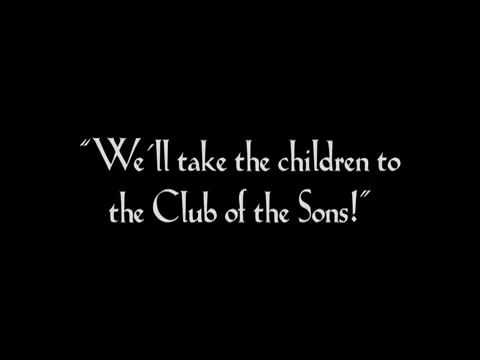 "We´ll take the children to
the Club of the Sons!"